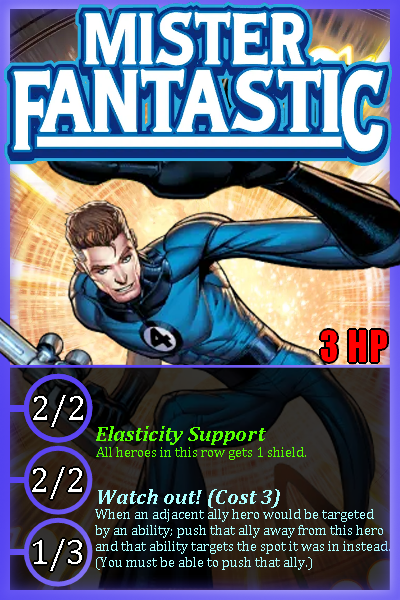 MISTER
FANTASTIC
4
3 HP
2/2
Elasticity Support
All heroes in this row gets 1 shield.
2/2
Watch out! (Cost 3)
When an adjacent ally hero would be targeted
by an ability; push that ally away from this hero
and that ability targets the spot it was in instead.
(You must be able to push that ally.)
1/3